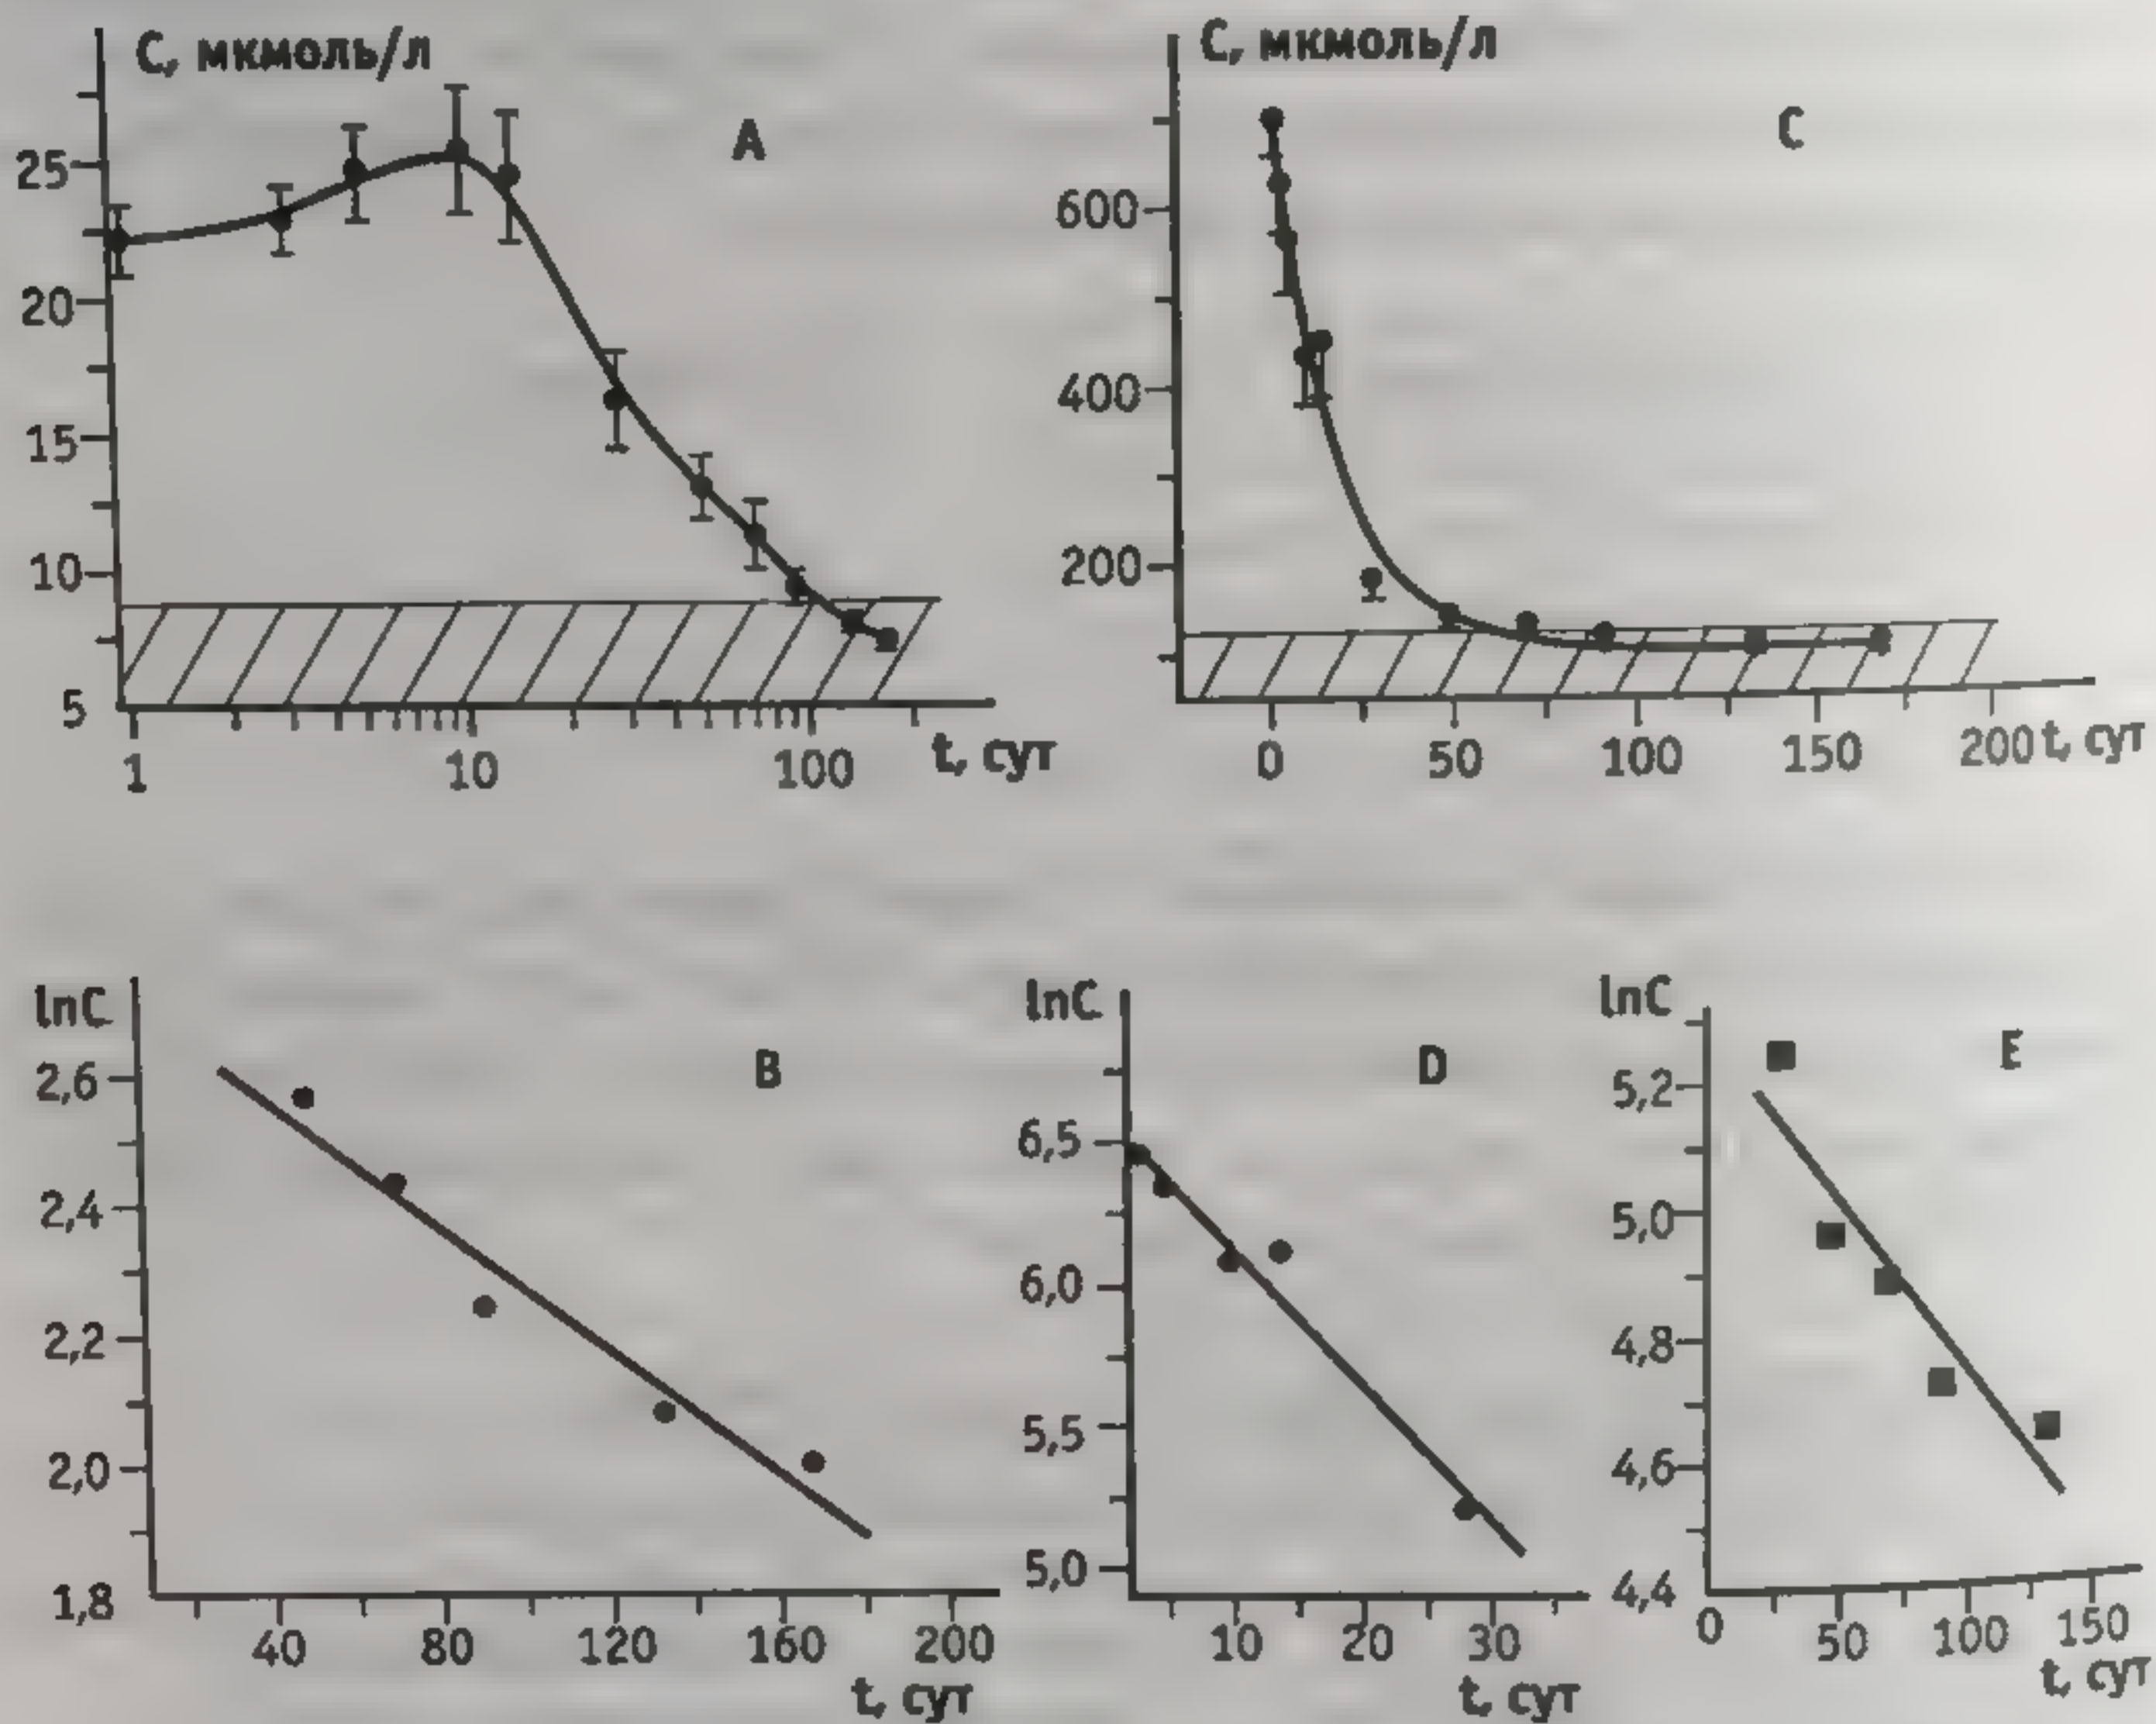 С, мкмоль/л
A
25
20
15
10
5
1 10 100 t, сут
С, мкмоль/л
C
600
400
200
0 50 100 150 200 t, сут
lnC
B
2,6
2,4
2,2
2,0
1,8
40 80 120 160 200
t, сут
lnC
D
6,5
6,0
5,5
5,0
10 20 30
t, сут
lnC
E
5,2
5,0
4,8
4,6
4,4
0 50 100 150
t, сут